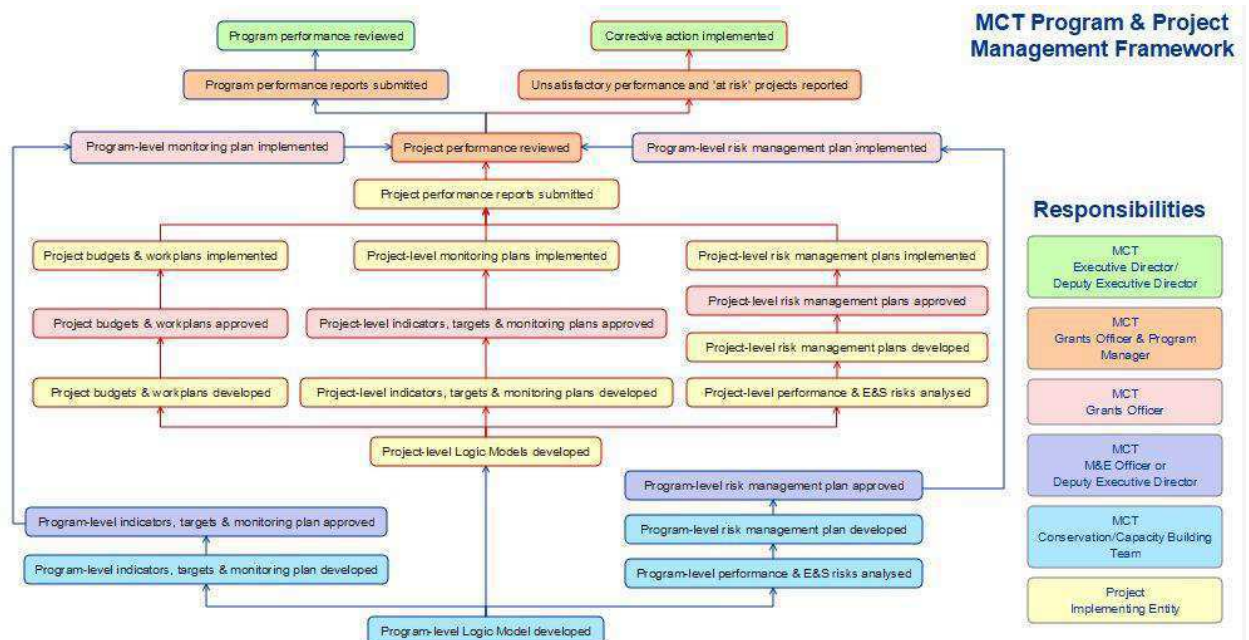 MCT Program & Project
Management Framework
Program performance reviewed
Corrective action implemented
Program performance reports submitted
Unsatisfactory performance and 'at risk' projects reported
Program-level monitoring plan implemented
Project performance reviewed
Program-level risk management plan implemented
Project performance reports submitted
Project budgets & workplans implemented
Project-level monitoring plans implemented
Project-level risk management plans implemented
Project budgets & workplans approved
Project-level indicators, targets & monitoring plans approved
Project-level risk management plans approved
Project-level risk management plans developed
Project budgets & workplans developed
Project-level indicators, targets & monitoring plans developed
Project-level performance & E&S risks analysed
Project-level Logic Models developed
Program-level risk management plan approved
Program-level indicators, targets & monitoring plan approved
Program-level risk management plan developed
Program-level indicators, targets & monitoring plan developed
Program-level performance & E&S risks analysed
Program-level Logic Model developed
Responsibilities
MCT
Executive Director/
Deputy Executive Director
MCT
Grants Officer & Program
Manager
MCT
Grants Officer
MCT
M&E Officer or
Deputy Executive Director
MCT
Conservation/Capacity Building
Team
Project
Implementing Entity